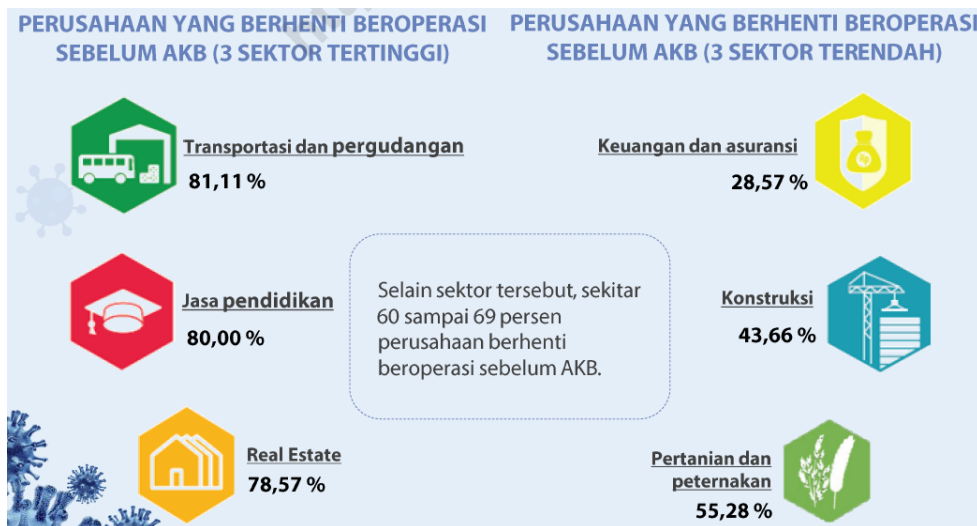 PERUSAHAAN YANG BERHENTI BEROPERASI
SEBELUM AKB (3 SEKTOR TERTINGGI)
Transportasi dan pergudangan
81,11 %
Jasa pendidikan
80,00 %
Real Estate
78,57 %
Selain sektor tersebut, sekitar
60 sampai 69 persen
perusahaan berhenti
beroperasi sebelum AKB.
PERUSAHAAN YANG BERHENTI BEROPERASI
SEBELUM AKB (3 SEKTOR TERENDAH)
Keuangan dan asuransi
28,57 %
Konstruksi
43,66 %
Pertanian dan
peternakan
55,28 %